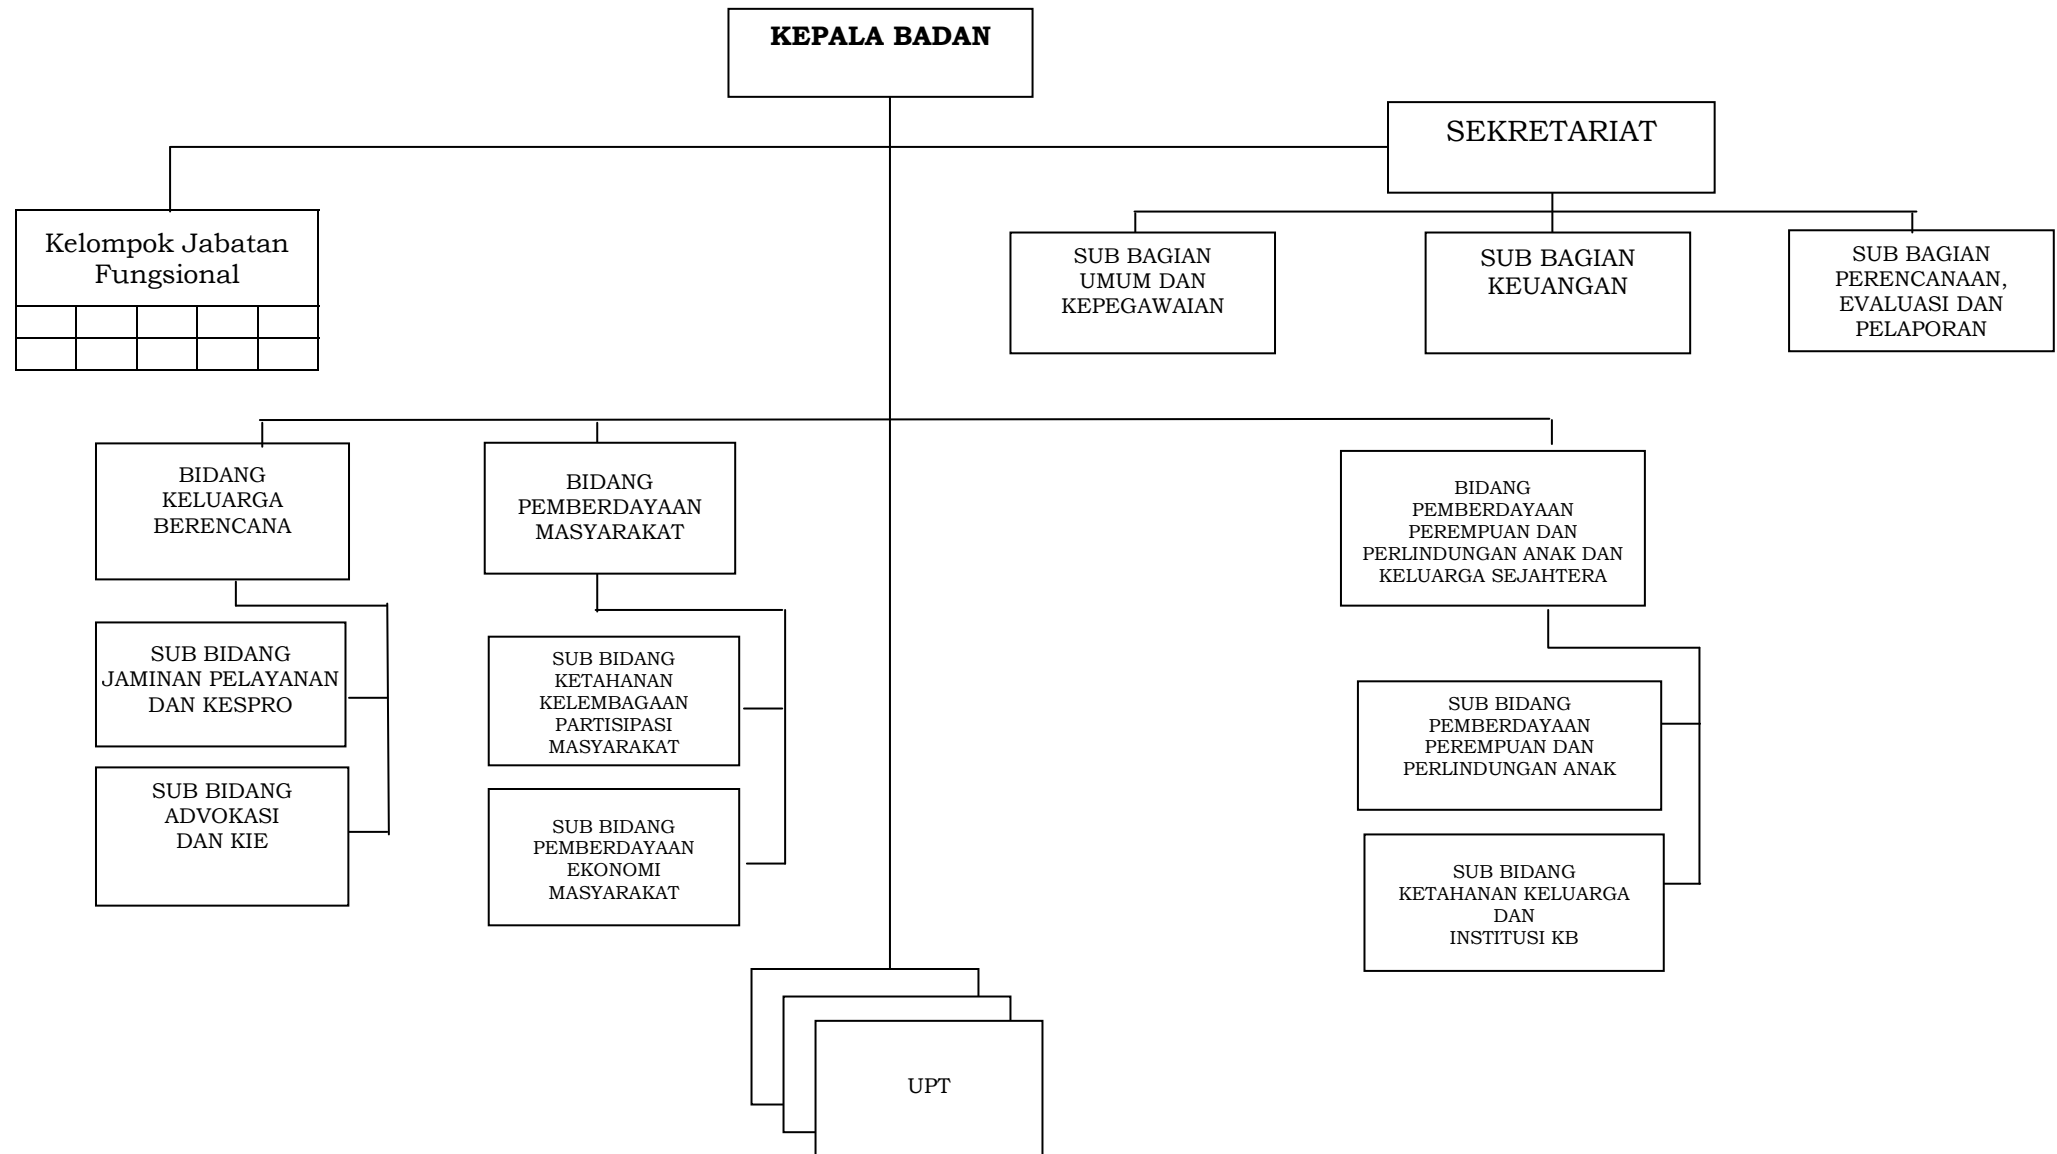 KEPALA BADAN
SEKRETARIAT
Kelompok Jabatan
Fungsional
SUB BAGIAN
UMUM DAN
KEPEGAWAIAN
SUB BAGIAN
KEUANGAN
SUB BAGIAN
PERENCANAAN,
EVALUASI DAN
PELAPORAN
BIDANG
KELUARGA
BERENCANA
BIDANG
PEMBERDAYAAN
MASYARAKAT
BIDANG
PEMBERDAYAAN
PEREMPUAN DAN
PERLINDUNGAN ANAK DAN
KELUARGA SEJAHTERA
SUB BIDANG
JAMINAN PELAYANAN
DAN KESPRO
SUB BIDANG
KETAHANAN
KELEMBAGAAN
PARTISIPASI
MASYARAKAT
SUB BIDANG
PEMBERDAYAAN
PEREMPUAN DAN
PERLINDUNGAN ANAK
SUB BIDANG
ADVOKASI
DAN KIE
SUB BIDANG
PEMBERDAYAAN
EKONOMI
MASYARAKAT
SUB BIDANG
KETAHANAN KELUARGA
DAN
INSTITUSI KB
UPT